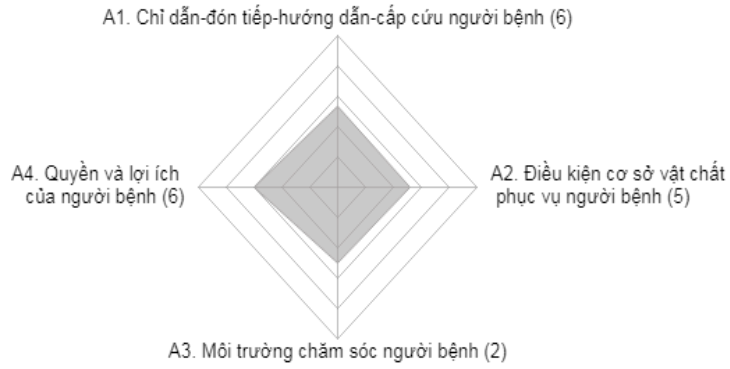 A1. Chỉ dẫn-đón tiếp-hướng dẫn-cấp cứu người bệnh (6)
A4. Quyền và lợi ích
của người bệnh (6)
A2. Điều kiện cơ sở vật chất
phục vụ người bệnh (5)
A3. Môi trường chăm sóc người bệnh (2)